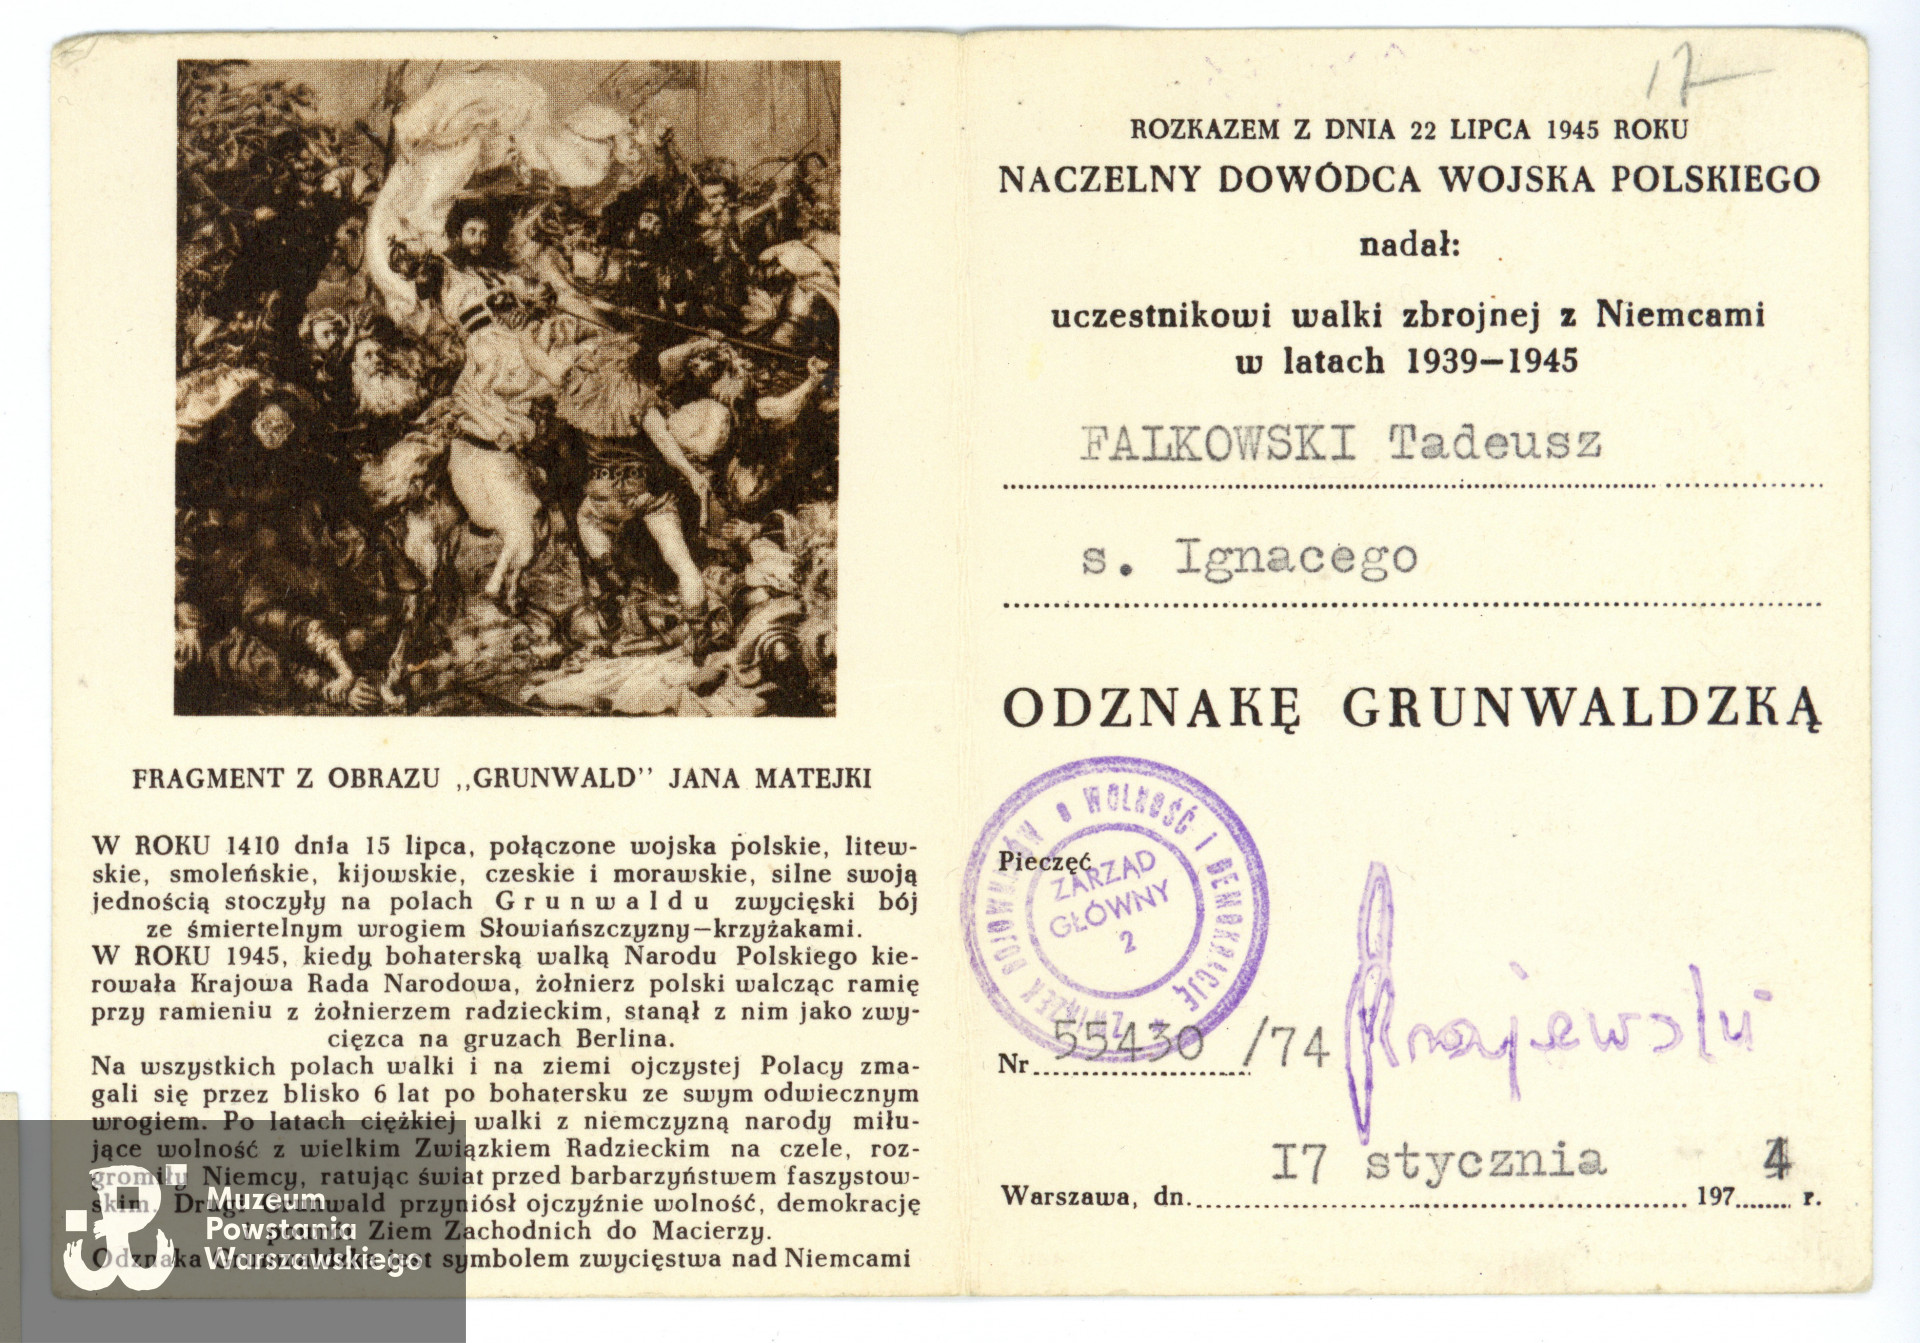 FRAGMENT Z OBRAZU ,,GRUNWALD" JANA MATEJKI
W ROKU 1410 dnia 15 lipca, połączone wojska polskie, litew-
skie, smoleńskie, kijowskie, czeskie i morawskie, silne swoją
jednością stoczyły na polach Grunwaldu zwycięski bój
ze śmiertelnym wrogiem Słowiańszczyzny—krzyżakami.
W ROKU 1945, kiedy bohaterską walką Narodu Polskiego kie-
rowała Krajowa Rada Narodowa, żołnierz polski walcząc ramię
przy ramieniu z żołnierzem radzieckim, stanął z nim jako zwy-
cięzca na gruzach Berlina.
Na wszystkich polach walki i na ziemi ojczystej Polacy zma-
gali się przez blisko 6 lat po bohatersku ze swym odwiecznym
wrogiem. Po latach ciężkiej walki z niemczyzną narody miłu-
jące wolność z wielkim Związkiem Radzieckim na czele, roz-
gromiły Niemcy, ratując świat przed barbarzyństwem faszystow-
skim. Drugi Grunwald przyniósł ojczyźnie wolność, demokrację
i powrót Ziem Zachodnich do Macierzy.
Odznaka Grunwaldzka jest symbolem zwycięstwa nad Niemcami
Muzeum
Powstania
Warszawskiego
17
ROZKAZEM Z DNIA 22 LIPCA 1945 ROKU
NACZELNY DOWÓDCA WOJSKA POLSKIEGO
nadał:
uczestnikowi walki zbrojnej z Niemcami
w latach 1939—1945
FALKOWSKI Tadeusz
s. Ignacego
ODZNAKĘ GRUNWALDZKĄ
ZWIĄZEK BOJOWNIKÓW O WOLNOŚĆ I DEMOKRACJĘ
Pieczęć
ZARZĄD
GŁÓWNY
2
Nr 55430 /74
Krajewski
Warszawa, dn. I7 stycznia 1974 r.